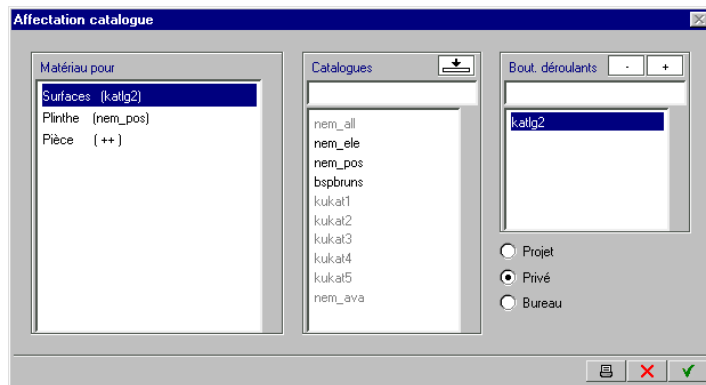 Affectation catalogue
Matériau pour
Surfaces (katlg2)
Plinthe (nem_pos)
Pièce ( ++ )
Catalogues
nem_all
nem_ele
nem_pos
bspbruns
kukat1
kukat2
kukat3
kukat4
kukat5
nem_ava
Bout. déroulants - +
katlg2
Projet
Privé
Bureau